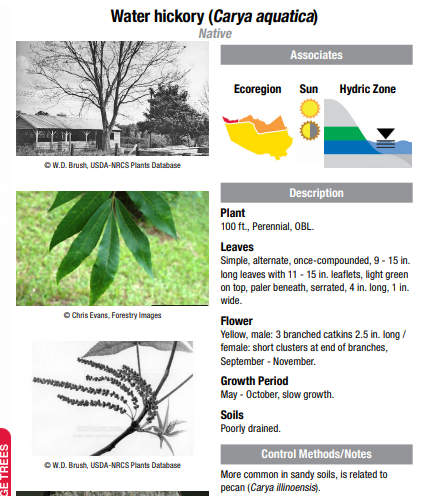 Water hickory (Carya aquatica)
Native
© W.D. Brush, USDA-NRCS Plants Database
© Chris Evans, Forestry Images
© W.D. Brush, USDA-NRCS Plants Database
GE TREES
Associates
Ecoregion Sun Hydric Zone
Description
Plant
100 ft., Perennial, OBL.
Leaves
Simple, alternate, once-compounded, 9 - 15 in.
long leaves with 11 - 15 in. leaflets, light green
on top, paler beneath, serrated, 4 in. long, 1 in.
wide.
Flower
Yellow, male: 3 branched catkins 2.5 in. long /
female: short clusters at end of branches,
September - November.
Growth Period
May - October, slow growth.
Soils
Poorly drained.
Control Methods/Notes
More common in sandy soils, is related to
pecan (Carya illinoensis).